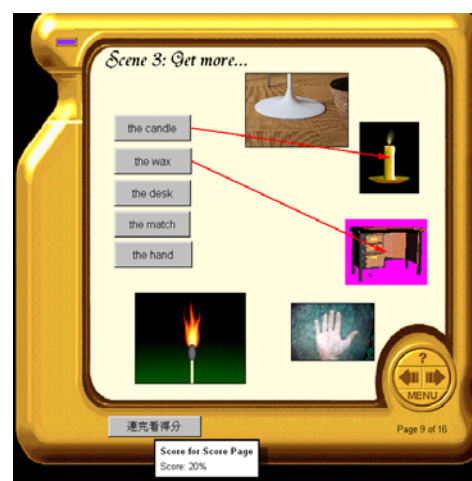 Scene 3: Get more...
the candle
the wax
the desk
the match
the hand
?
MENU
連完看得分
Page 9 of 16
Score for Score Page
Score: 20%